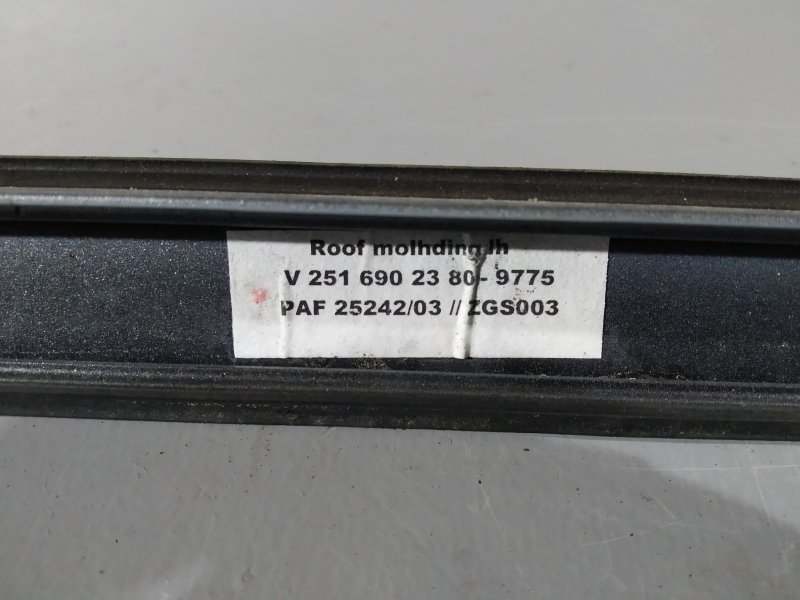 Roof molhding lh
V 251 690 23 80- 9775
PAF 25242/03 // ZGS003